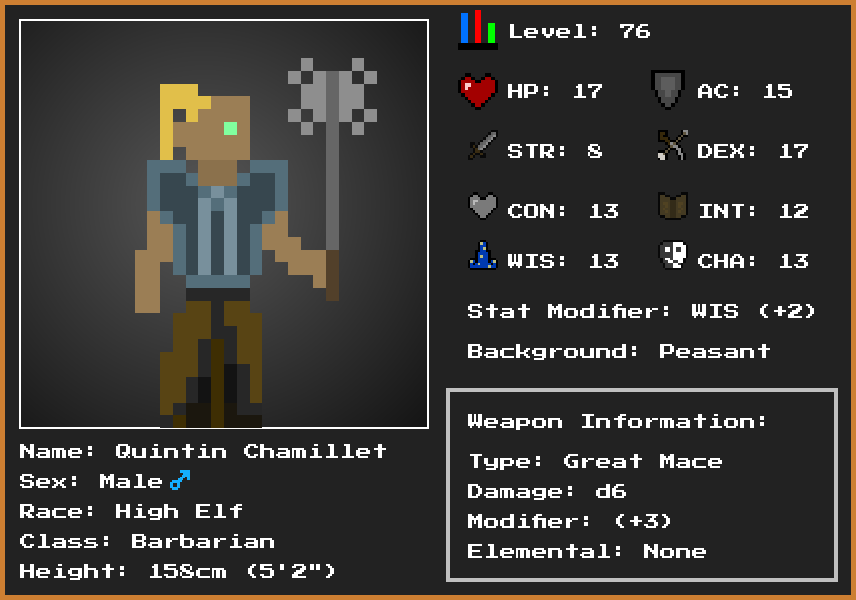 Level: 76
HP: 17 AC: 15
STR: 8 DEX: 17
CON: 13 INT: 12
WIS: 13 CHA: 13
Stat Modifier: WIS (+2)
Background: Peasant
Weapon Information:
Type: Great Mace
Damage: d6
Modifier: (+3)
Elemental: None
Name: Quintin Chamillet
Sex: Male♂
Race: High Elf
Class: Barbarian
Height: 158cm (5'2")